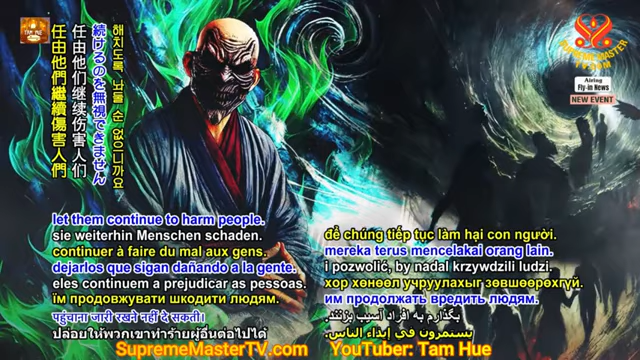 SUPREME MASTER
TV.COM
Airing
Fly-in News
NEW EVENT
해치도록 놔둘 순 없으니까요
続けるのを無視できません
任由他们继续伤害人们
任由他們繼續傷害人們
let them continue to harm people.
sie weiterhin Menschen schaden.
continuer à faire du mal aux gens.
dejarlos que sigan dañando a la gente.
eles continuem a prejudicar as pessoas.
їм продовжувати шкодити людям.
पहुंचाना जारी रखने नहीं दे सकती।
ปล่อยให้พวกเขาทำร้ายผู้อื่นต่อไปได้
để chúng tiếp tục làm hại con người.
mereka terus mencelakai orang lain.
i pozwolić, by nadal krzywdzili ludzi.
хор хөнөөл учруулахыг зөвшөөрөхгүй.
им продолжать вредить людям.
بگذارم به افراد آسیب بزنند
يستمرون في إيذاء الناس.
SupremeMasterTV.com
YouTuber: Tam Hue